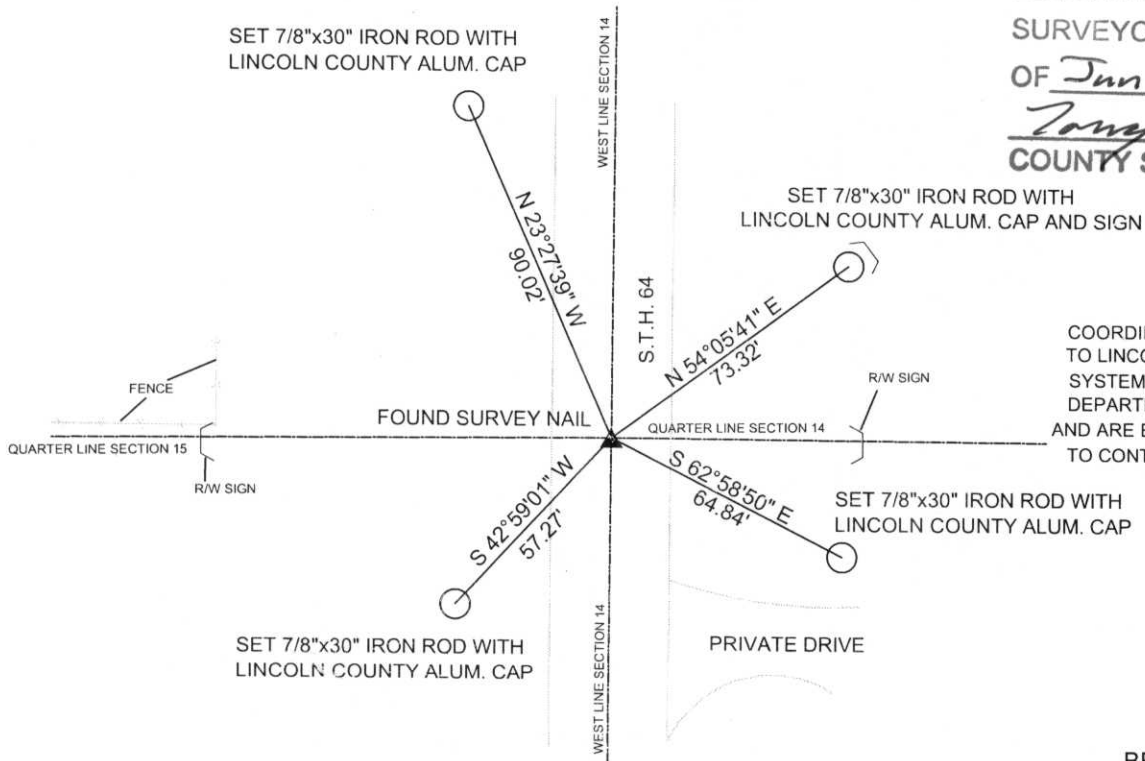 SET 7/8"x30" IRON ROD WITH
LINCOLN COUNTY ALUM. CAP
WEST LINE SECTION 14
OF
COUNTY
SET 7/8"x30" IRON ROD WITH
LINCOLN COUNTY ALUM. CAP AND SIGN
N 23°27'39" W
90.02'
S.T.H. 64
N 54°05'41" E
73.32'
TO
SYSTEM
AND ARE
TO
FENCE
R/W SIGN
FOUND SURVEY NAIL
QUARTER LINE SECTION 14
QUARTER LINE SECTION 15
R/W SIGN
S 42°59'01" W
57.27'
S 62°58'50" E
64.84'
SET 7/8"x30" IRON ROD WITH
LINCOLN COUNTY ALUM. CAP
SET 7/8"x30" IRON ROD WITH
LINCOLN COUNTY ALUM. CAP
WEST LINE SECTION 14
PRIVATE DRIVE